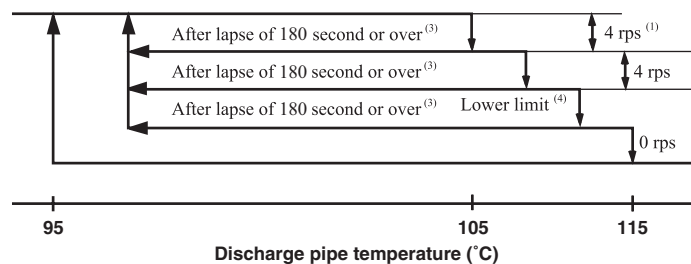 After lapse of 180 second or over (3)
4 rps (1)
After lapse of 180 second or over (3)
4 rps
After lapse of 180 second or over (3)
Lower limit (4)
0 rps
95
105
115
Discharge pipe temperature (˚C)